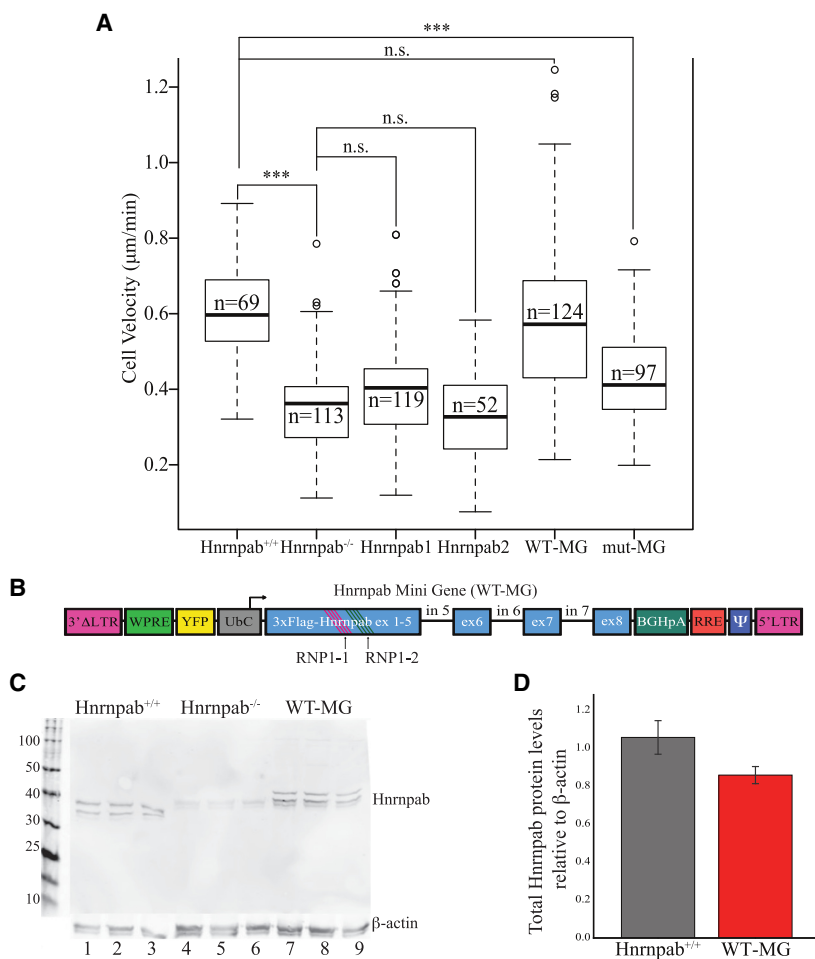 A
***
n.s.
n.s.
n.s.
***
Cell Velocity (μm/min)
1.2
1.0
0.8
0.6
0.4
0.2
n=69
n=113
n=119
n=52
n=124
n=97
Hnrnpab+/+ Hnrnpab-/- Hnrnpab1 Hnrnpab2 WT-MG mut-MG
B
Hnrnpab Mini Gene (WT-MG)
3'ΔLTR WPRE YFP UbC 3xFlag-Hnrnpab ex 1-5 in 5 ex6 in 6 ex7 in 7 ex8 BGHpA RRE Ψ 5'LTR
RNP1-1 RNP1-2
C
Hnrnpab+/+ Hnrnpab-/- WT-MG
100
50
40
30
25
10
Hnrnpab
β-actin
1 2 3 4 5 6 7 8 9
D
Total Hnrnpab protein levels
relative to β-actin
1.2
1.0
0.8
0.6
0.4
0.2
0.0
Hnrnpab+/+ WT-MG